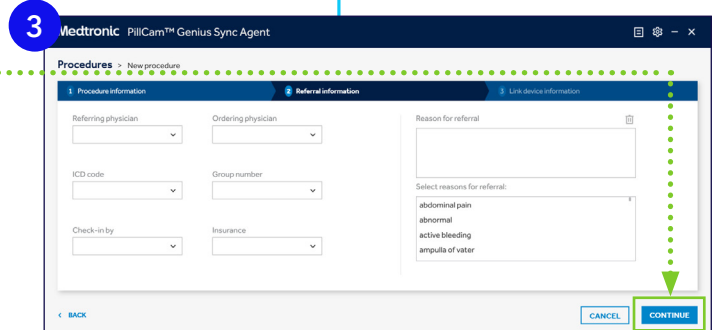 3
Medtronic PillCam™ Genius Sync Agent
Procedures > New procedure
1 Procedure information
2 Referral information
3 Link device information
Referring physician
Ordering physician
Reason for referral
ICD code
Group number
Select reasons for referral:
abdominal pain
abnormal
active bleeding
ampulla of vater
Check-in by
Insurance
< BACK
CANCEL
CONTINUE